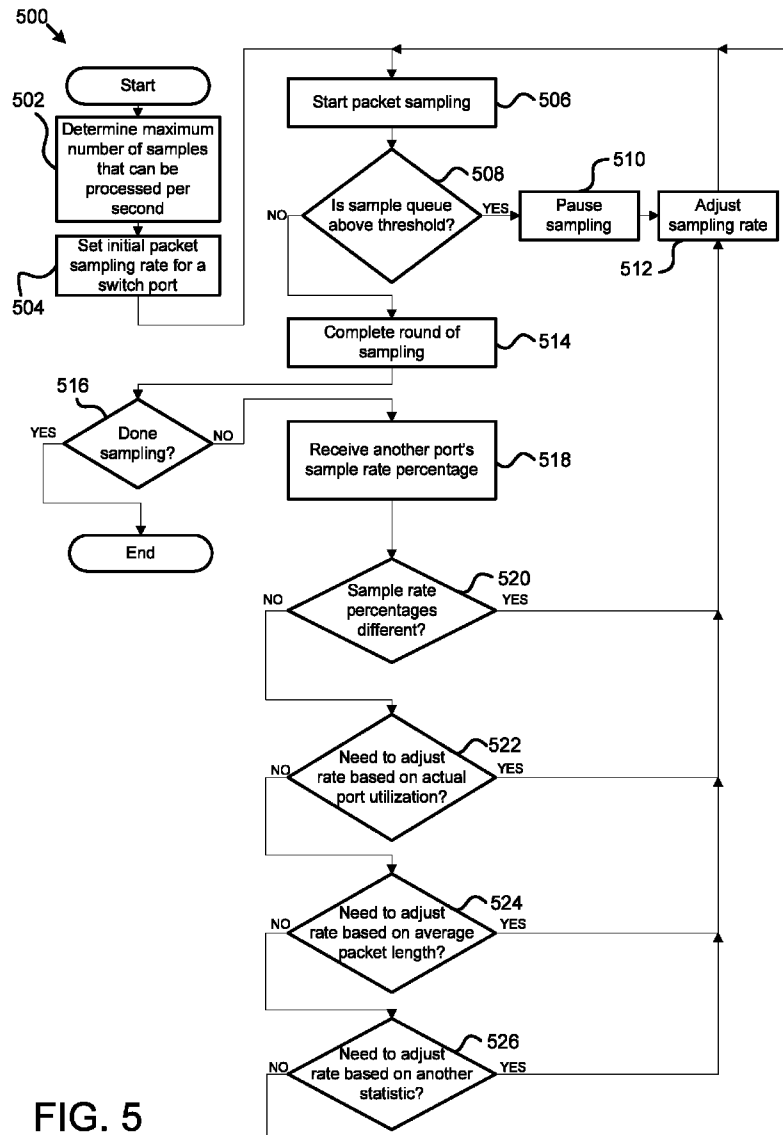 500
Start
502
Determine maximum
number of samples
that can be
processed per
second
Set initial packet
sampling rate for a
switch port
504
Start packet sampling
506
508
Is sample queue
above threshold?
NO
YES
510
Pause
sampling
Adjust
sampling rate
512
Complete round of
sampling
514
516
YES
Done
sampling?
NO
End
Receive another port's
sample rate percentage
518
520
NO
Sample rate
percentages
different?
YES
522
NO
Need to adjust
rate based on actual
port utilization?
YES
524
NO
Need to adjust
rate based on average
packet length?
YES
526
NO
Need to adjust
rate based on another
statistic?
YES
FIG. 5